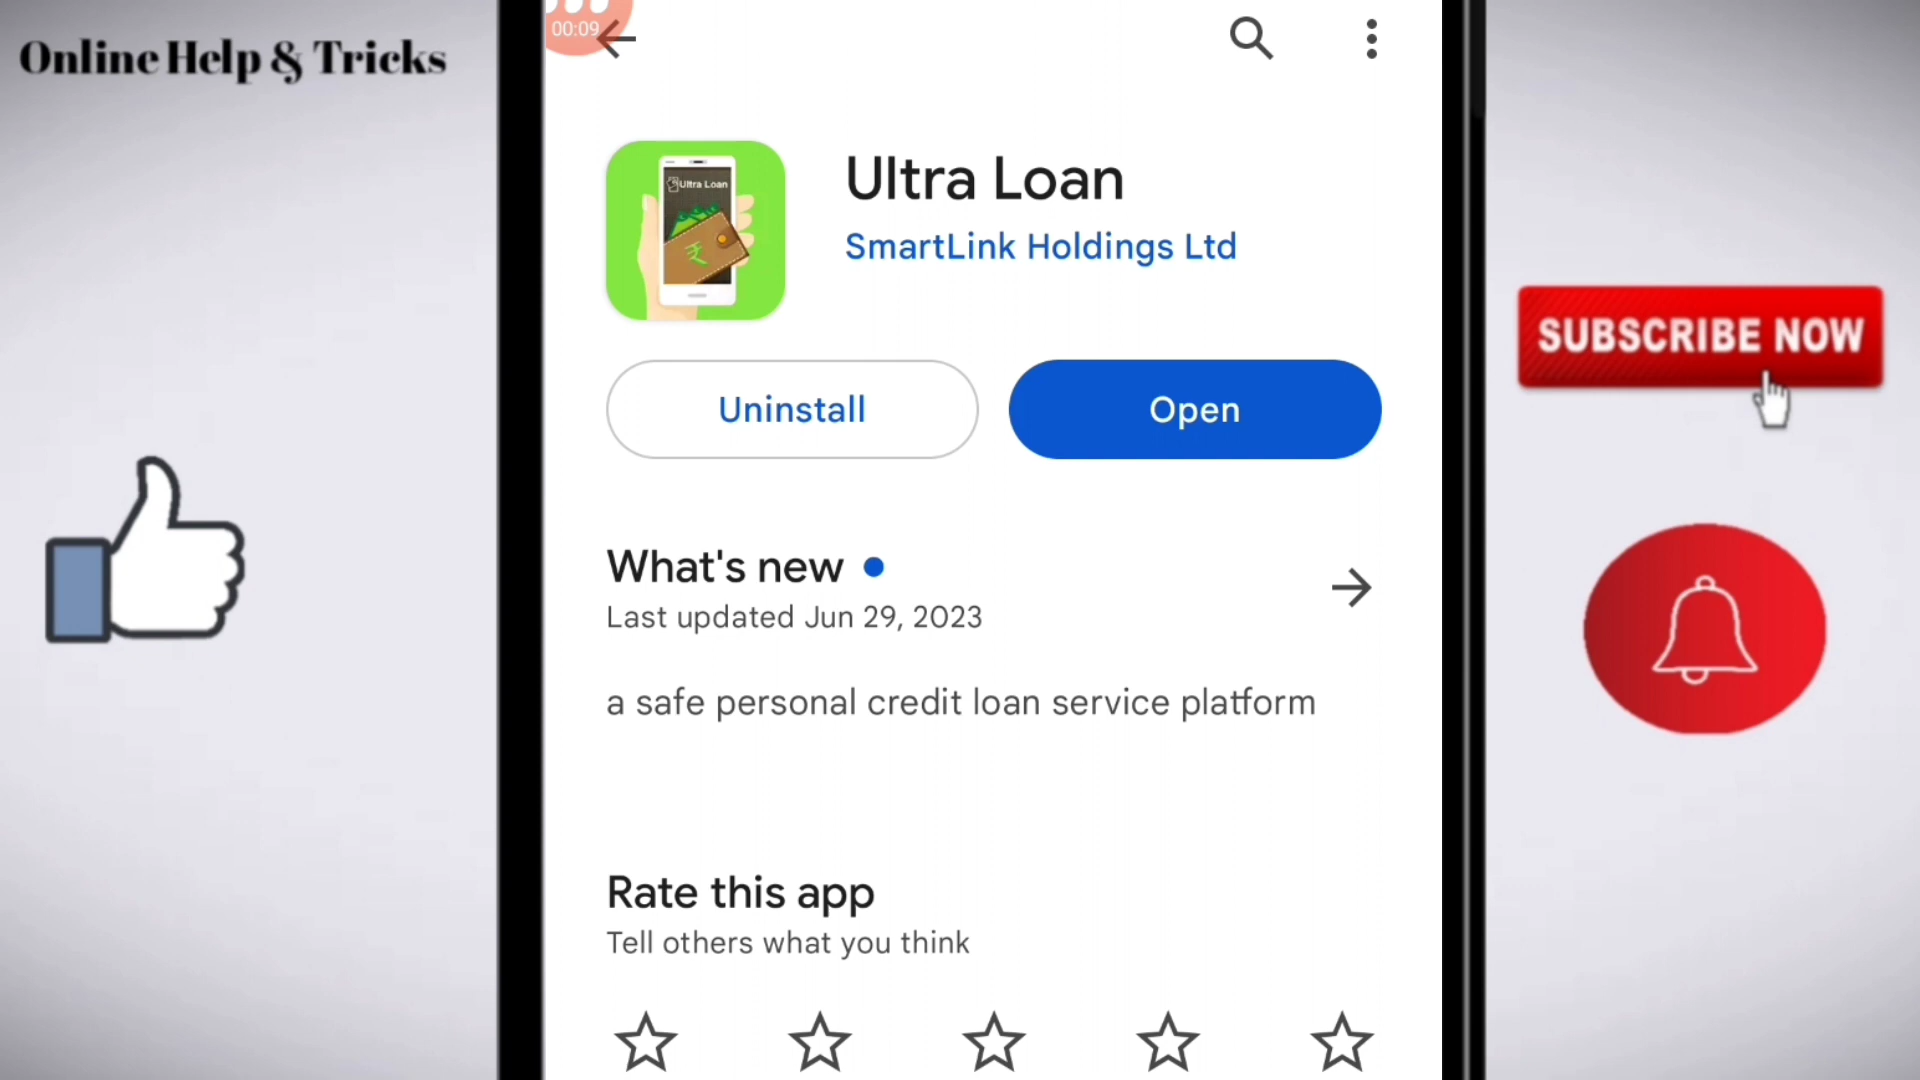 Online Help & Tricks
00:09
Ultra Loan
Ultra Loan
SmartLink Holdings Ltd
Uninstall
Open
SUBSCRIBE NOW
What's new
Last updated Jun 29, 2023
a safe personal credit loan service platform
Rate this app
Tell others what you think